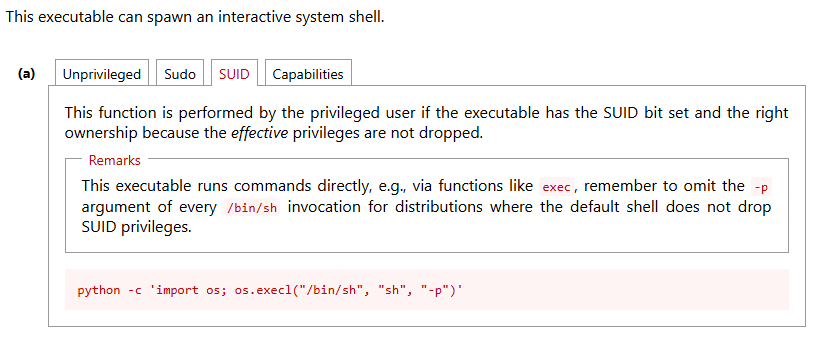 This executable can spawn an interactive system shell.
(a) Unprivileged Sudo SUID Capabilities
This function is performed by the privileged user if the executable has the SUID bit set and the right
ownership because the effective privileges are not dropped.
Remarks
This executable runs commands directly, e.g., via functions like exec, remember to omit the -p
argument of every /bin/sh invocation for distributions where the default shell does not drop
SUID privileges.
python -c 'import os; os.execl("/bin/sh", "sh", "-p")'